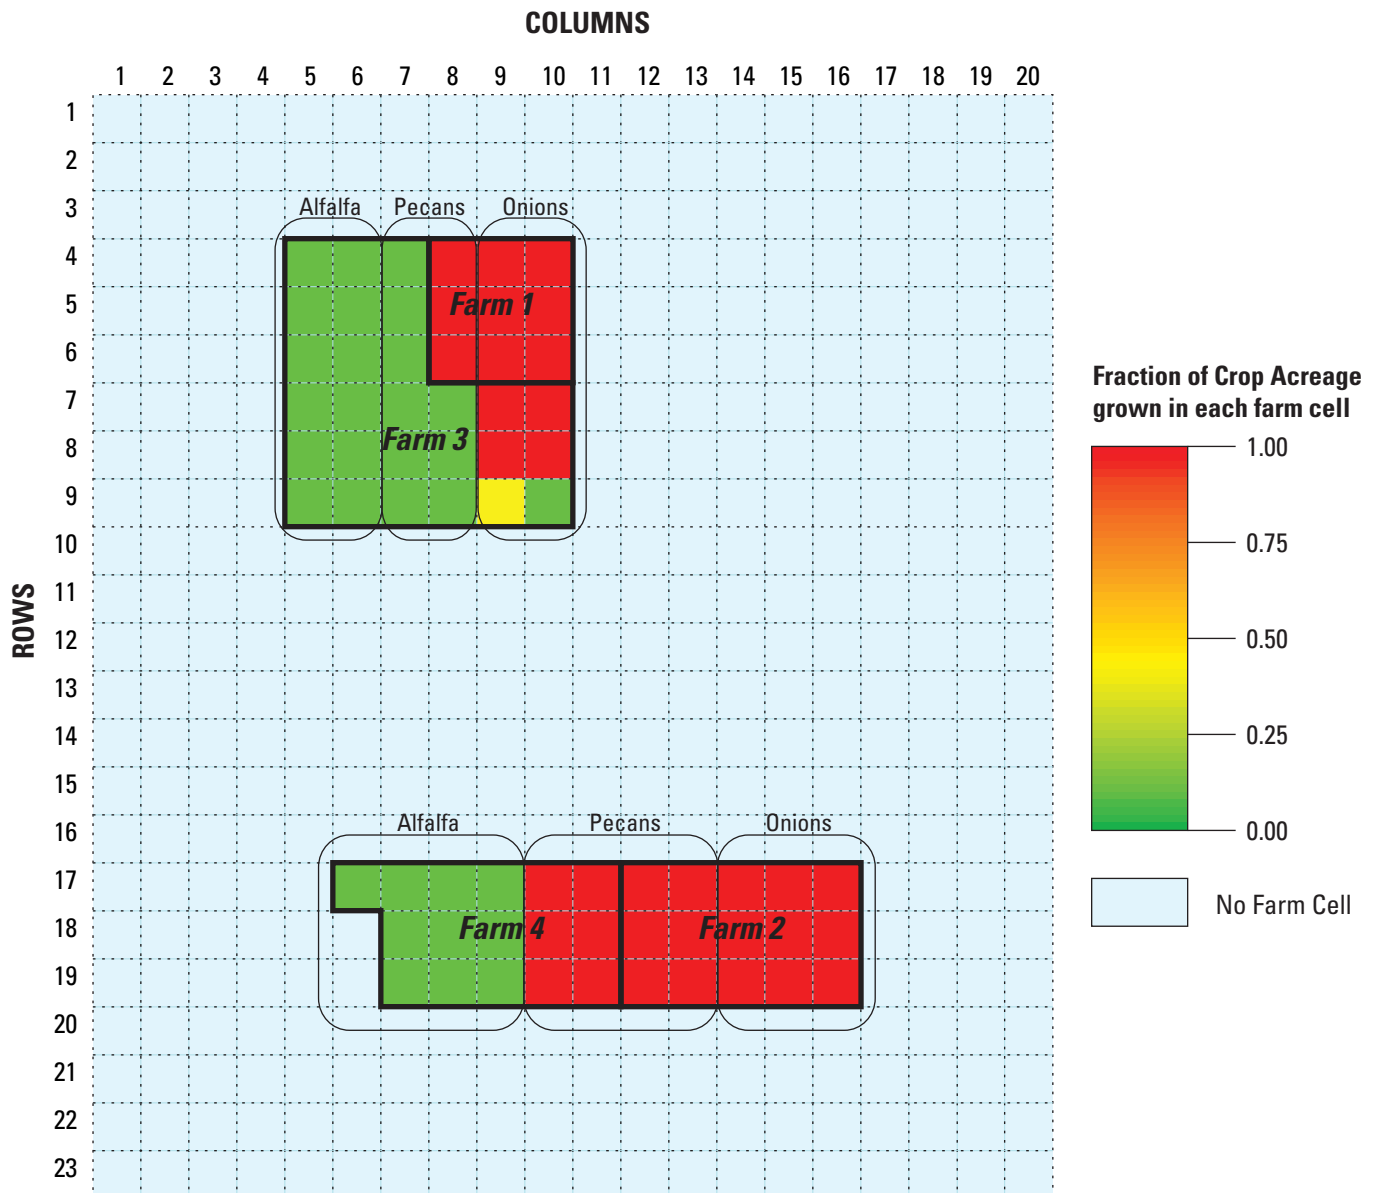 COLUMNS
1 2 3 4 5 6 7 8 9 10 11 12 13 14 15 16 17 18 19 20
ROWS
1
2
3
Alfalfa Pecans Onions
4
5
Farm 1
6
7
8
Farm 3
9
10
11
12
13
14
15
16
Alfalfa Pecans Onions
17
18
Farm 4 Farm 2
19
20
21
22
23
Fraction of Crop Acreage
grown in each farm cell
1.00
0.75
0.50
0.25
0.00
No Farm Cell